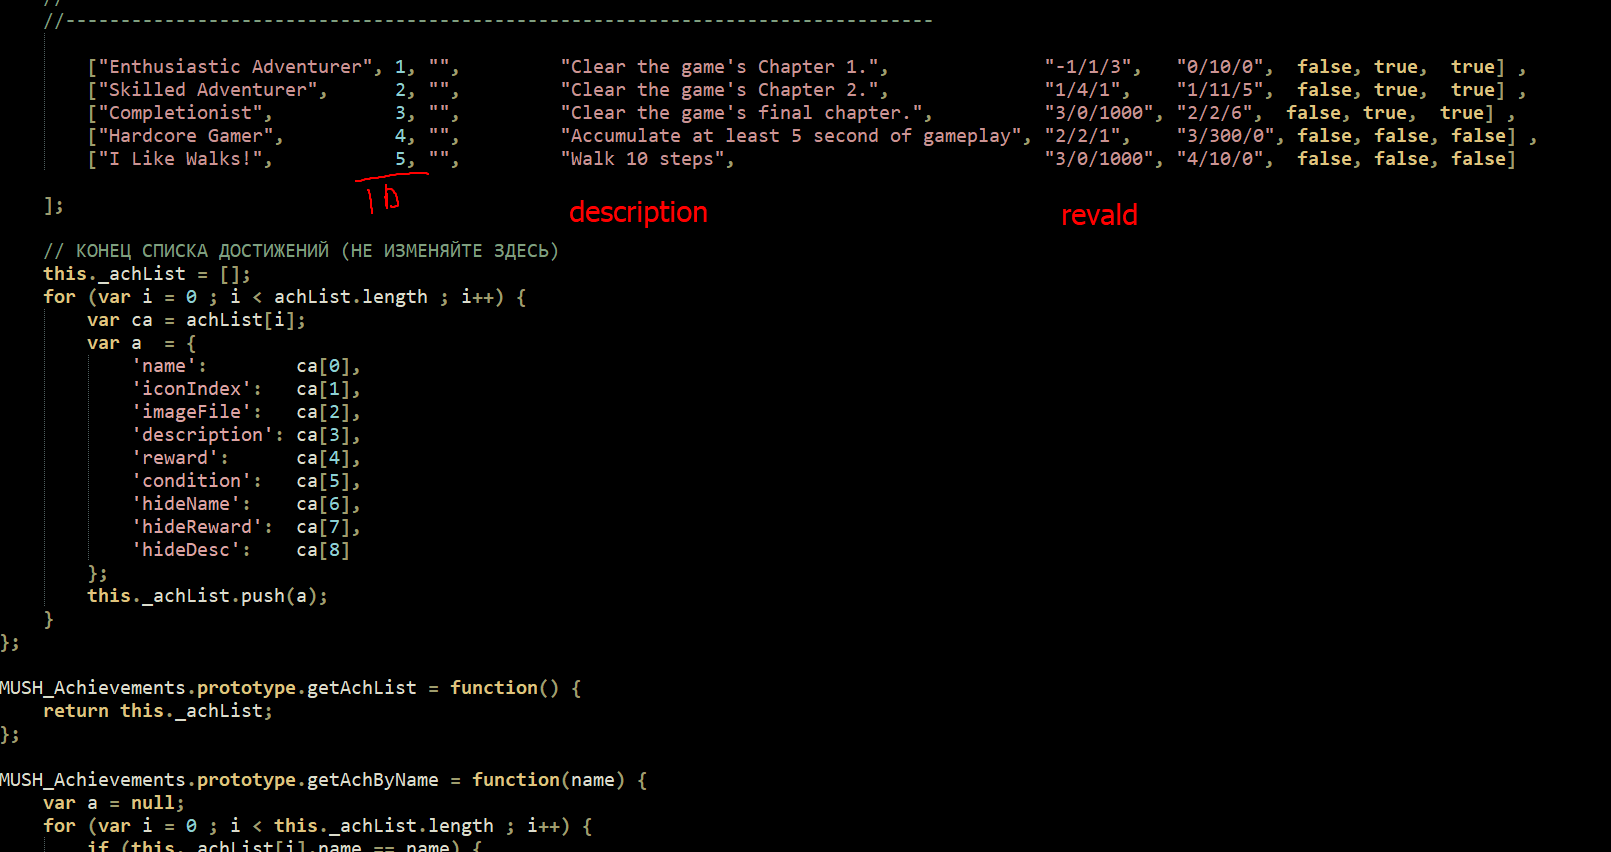 //
//-------------------------------------------------------------------------------
["Enthusiastic Adventurer", 1, "", "Clear the game's Chapter 1.", "-1/1/3", "0/10/0", false, true, true] ,
["Skilled Adventurer", 2, "", "Clear the game's Chapter 2.", "1/4/1", "1/11/5", false, true, true] ,
["Completionist", 3, "", "Clear the game's final chapter.", "3/0/1000", "2/2/6", false, true, true] ,
["Hardcore Gamer", 4, "", "Accumulate at least 5 second of gameplay", "2/2/1", "3/300/0", false, false, false] ,
["I Like Walks!", 5, "", "Walk 10 steps", "3/0/1000", "4/10/0", false, false, false]
ID description revald
];
// КОНЕЦ СПИСКА ДОСТИЖЕНИЙ (НЕ ИЗМЕНЯЙТЕ ЗДЕСЬ)
this._achList = [];
for (var i = 0 ; i < achList.length ; i++) {
var ca = achList[i];
var a = {
'name': ca[0],
'iconIndex': ca[1],
'imageFile': ca[2],
'description': ca[3],
'reward': ca[4],
'condition': ca[5],
'hideName': ca[6],
'hideReward': ca[7],
'hideDesc': ca[8]
};
this._achList.push(a);
}
};
MUSH_Achievements.prototype.getAchList = function() {
return this._achList;
};
MUSH_Achievements.prototype.getAchByName = function(name) {
var a = null;
for (var i = 0 ; i < this._achList.length ; i++) {
if (this._achList[i].name == name) {